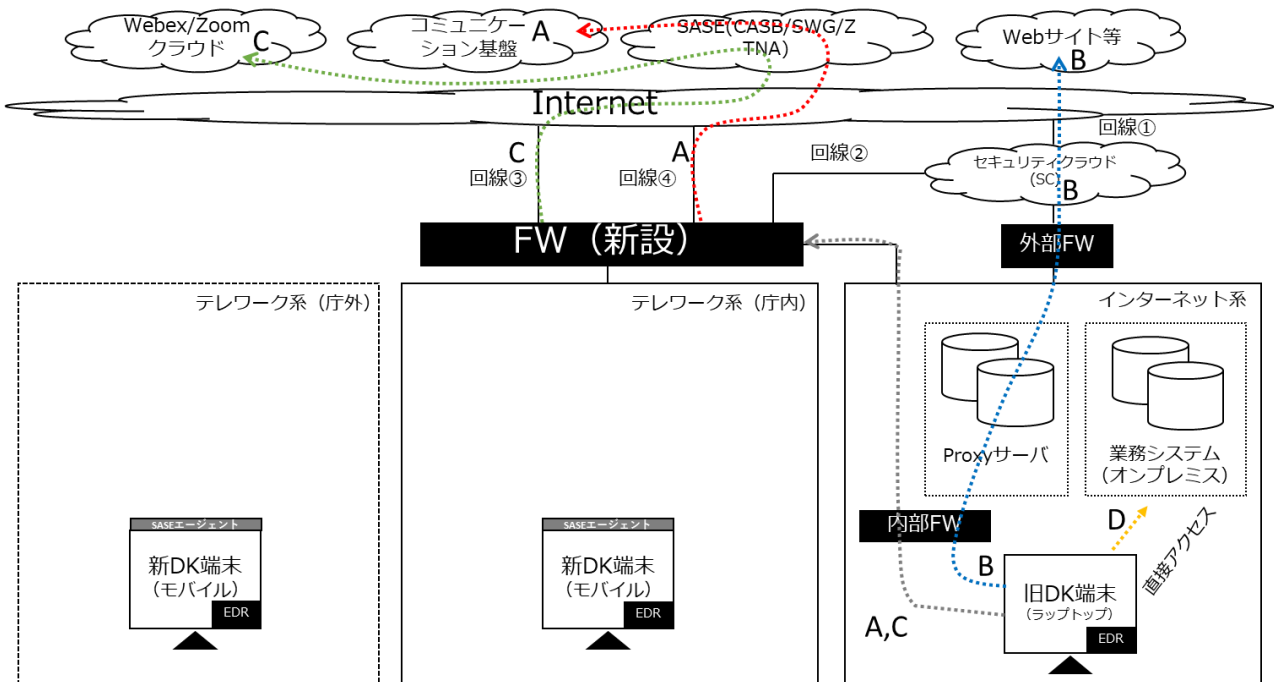 Webex/Zoom
クラウド
C
コミュニケー
ション基盤
A
SASE(CASB/SWG/Z
TNA)
Webサイト等
B
Internet
回線①
C
回線③
A
回線④
回線②
セキュリティクラウド
(SC)
B
FW（新設）
外部FW
テレワーク系（庁外）
テレワーク系（庁内）
インターネット系
Proxyサーバ
業務システム
（オンプレミス）
内部FW
D
直接アクセス
B
A,C
SASEエージェント
新DK端末
（モバイル）
EDR
SASEエージェント
新DK端末
（モバイル）
EDR
旧DK端末
（ラップトップ）
EDR